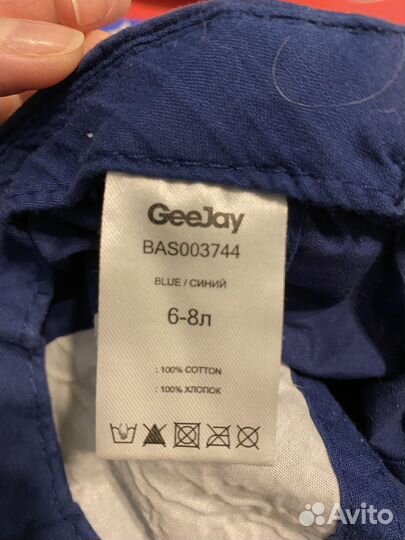 GeeJay
BAS003744
BLUE / СИНИЙ
6-8л
: 100% COTTON
: 100% ХЛОПОК
Avito